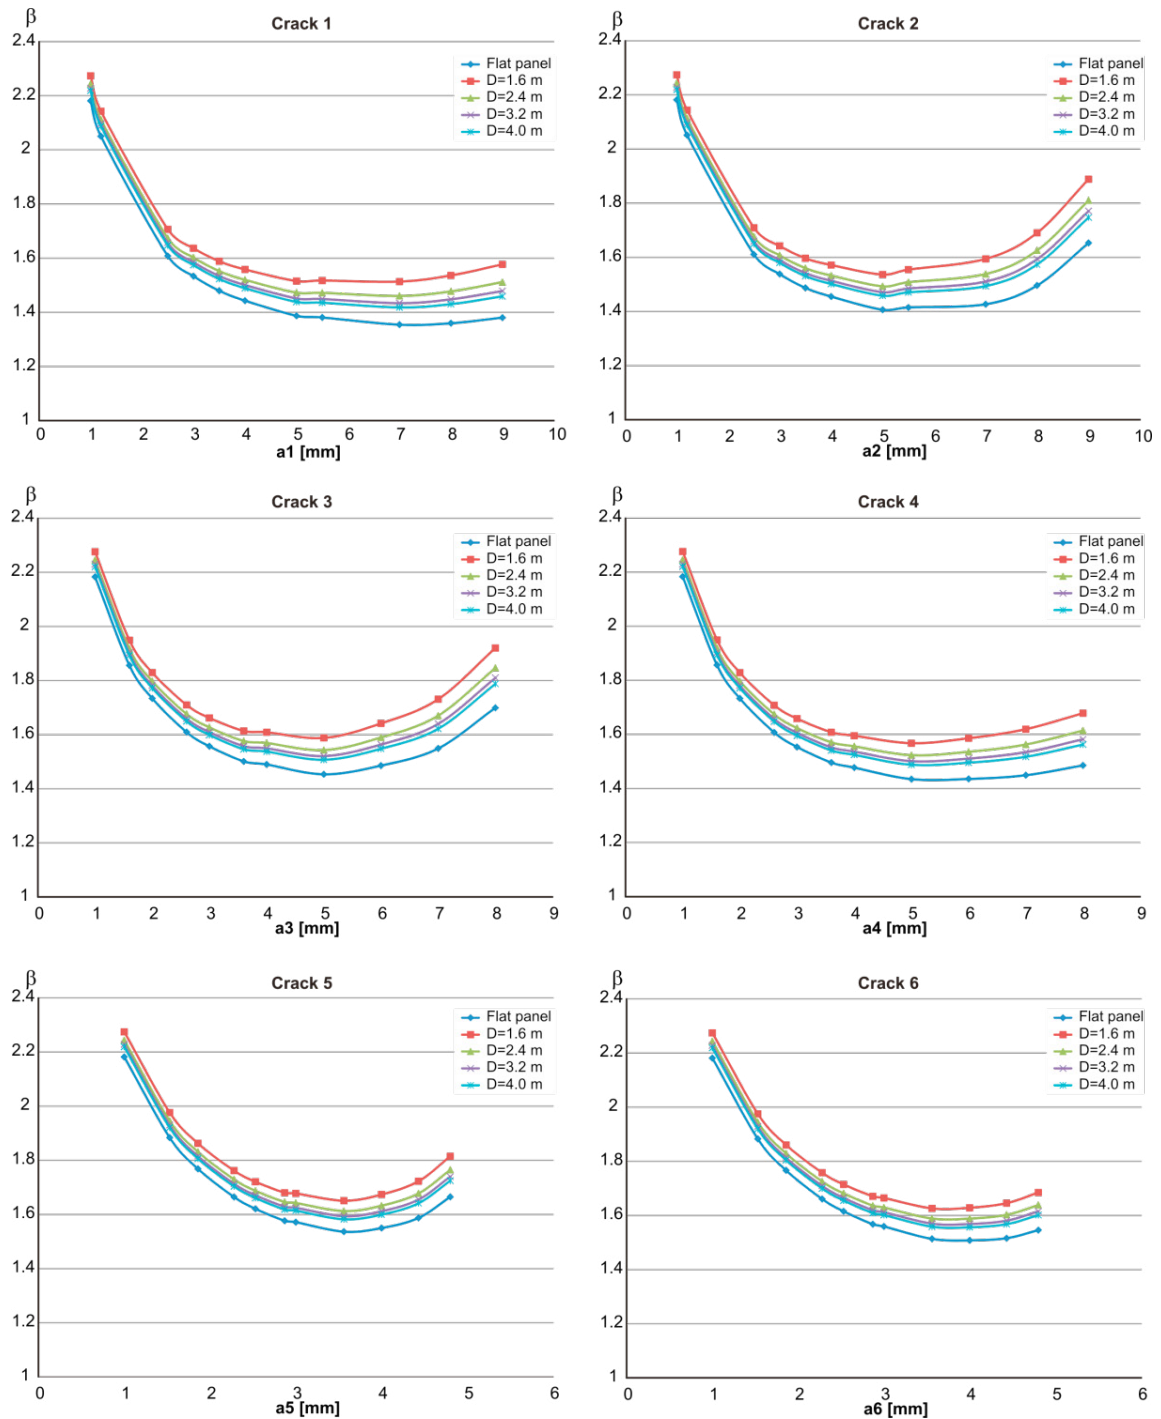 β
Crack 1
2.4
2.2
2
1.8
1.6
1.4
1.2
1
Flat panel
D=1.6 m
D=2.4 m
D=3.2 m
D=4.0 m
0 1 2 3 4 5 6 7 8 9 10
a1 [mm]
β
Crack 2
2.4
2.2
2
1.8
1.6
1.4
1.2
1
Flat panel
D=1.6 m
D=2.4 m
D=3.2 m
D=4.0 m
0 1 2 3 4 5 6 7 8 9 10
a2 [mm]
β
Crack 3
2.4
2.2
2
1.8
1.6
1.4
1.2
1
Flat panel
D=1.6 m
D=2.4 m
D=3.2 m
D=4.0 m
0 1 2 3 4 5 6 7 8 9
a3 [mm]
β
Crack 4
2.4
2.2
2
1.8
1.6
1.4
1.2
1
Flat panel
D=1.6 m
D=2.4 m
D=3.2 m
D=4.0 m
0 1 2 3 4 5 6 7 8 9
a4 [mm]
β
Crack 5
2.4
2.2
2
1.8
1.6
1.4
1.2
1
Flat panel
D=1.6 m
D=2.4 m
D=3.2 m
D=4.0 m
0 1 2 3 4 5 6
a5 [mm]
β
Crack 6
2.4
2.2
2
1.8
1.6
1.4
1.2
1
Flat panel
D=1.6 m
D=2.4 m
D=3.2 m
D=4.0 m
0 1 2 3 4 5 6
a6 [mm]